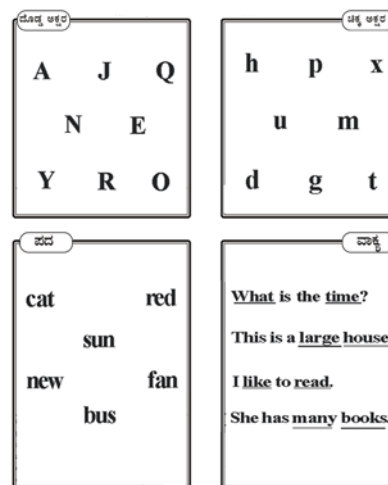 ದೊಡ್ಡ ಅಕ್ಷರ
A J Q
N E
Y R O
ಚಿಕ್ಕ ಅಕ್ಷರ
h p x
u m
d g t
ಪದ
cat red
sun
new fan
bus
ವಾಕ್ಯ
What is the time?
This is a large house
I like to read.
She has many books.